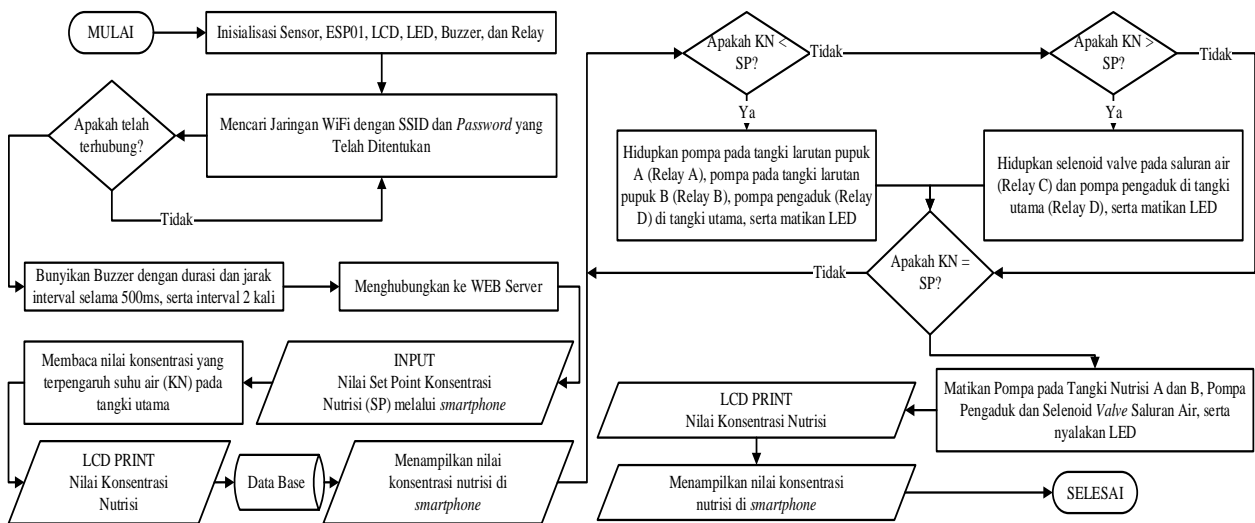 MULAI
Inisialisasi Sensor, ESP01, LCD, LED, Buzzer, dan Relay
Mencari Jaringan WiFi dengan SSID dan Password yang
Telah Ditentukan
Apakah telah
terhubung?
Tidak
Bunyikan Buzzer dengan durasi dan jarak
interval selama 500ms, serta interval 2 kali
Menghubungkan ke WEB Server
INPUT
Nilai Set Point Konsentrasi
Nutrisi (SP) melalui smartphone
Membaca nilai konsentrasi yang
terpengaruh suhu air (KN) pada
tangki utama
LCD PRINT
Nilai Konsentrasi
Nutrisi
Data Base
Menampilkan nilai
konsentrasi nutrisi di
smartphone
Apakah KN <
SP?
Tidak
Ya
Apakah KN >
SP?
Tidak
Ya
Hidupkan pompa pada tangki larutan pupuk
A (Relay A), pompa pada tangki larutan
pupuk B (Relay B), pompa pengaduk (Relay
D) di tangki utama, serta matikan LED
Hidupkan selenoid valve pada saluran air
(Relay C) dan pompa pengaduk di tangki
utama (Relay D), serta matikan LED
Apakah KN =
SP?
Tidak
Matikan Pompa pada Tangki Nutrisi A dan B, Pompa
Pengaduk dan Selenoid Valve Saluran Air, serta
nyalakan LED
LCD PRINT
Nilai Konsentrasi Nutrisi
Menampilkan nilai konsentrasi
nutrisi di smartphone
SELESAI